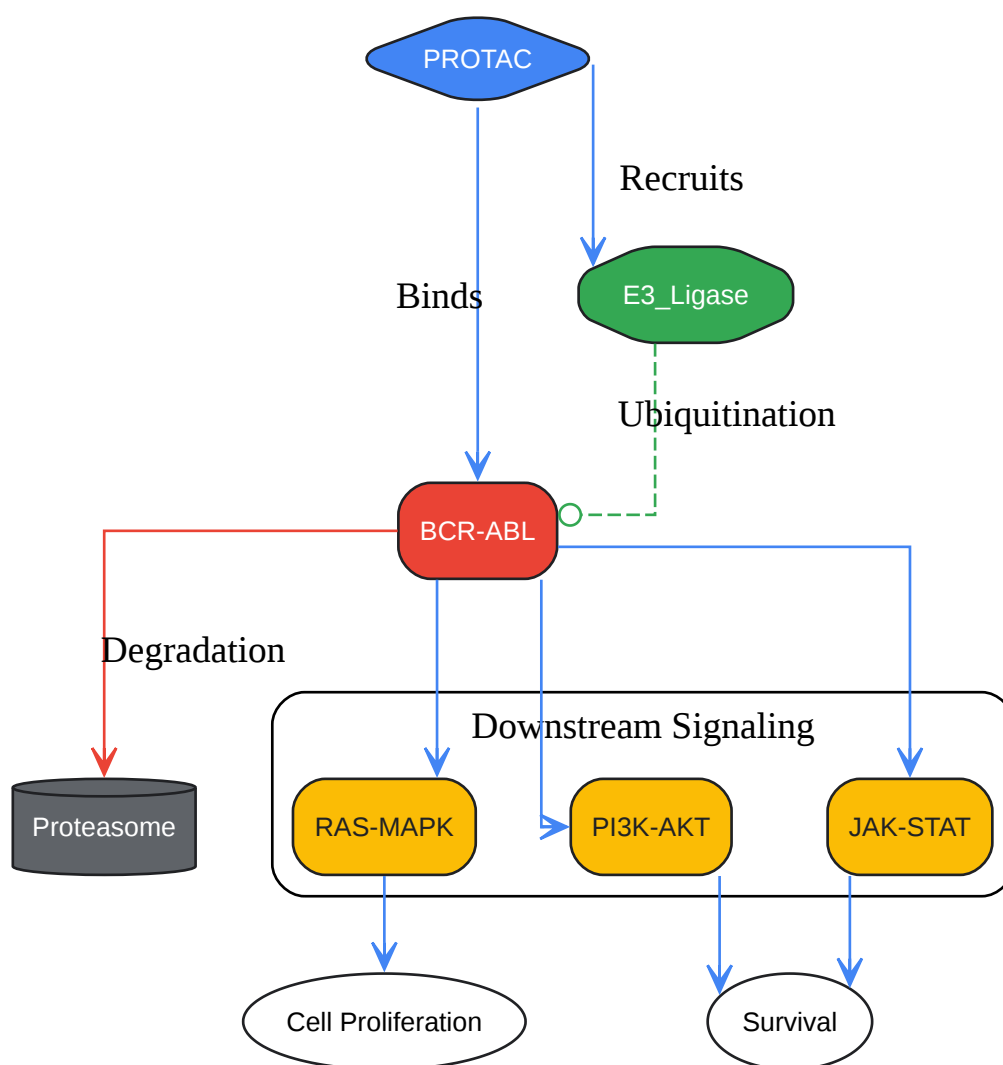 PROTAC
Recruits
Binds
E3_Ligase
Ubiquitination
BCR-ABL
Degradation
Downstream Signaling
Proteasome
RAS-MAPK
PI3K-AKT
JAK-STAT
Cell Proliferation
Survival